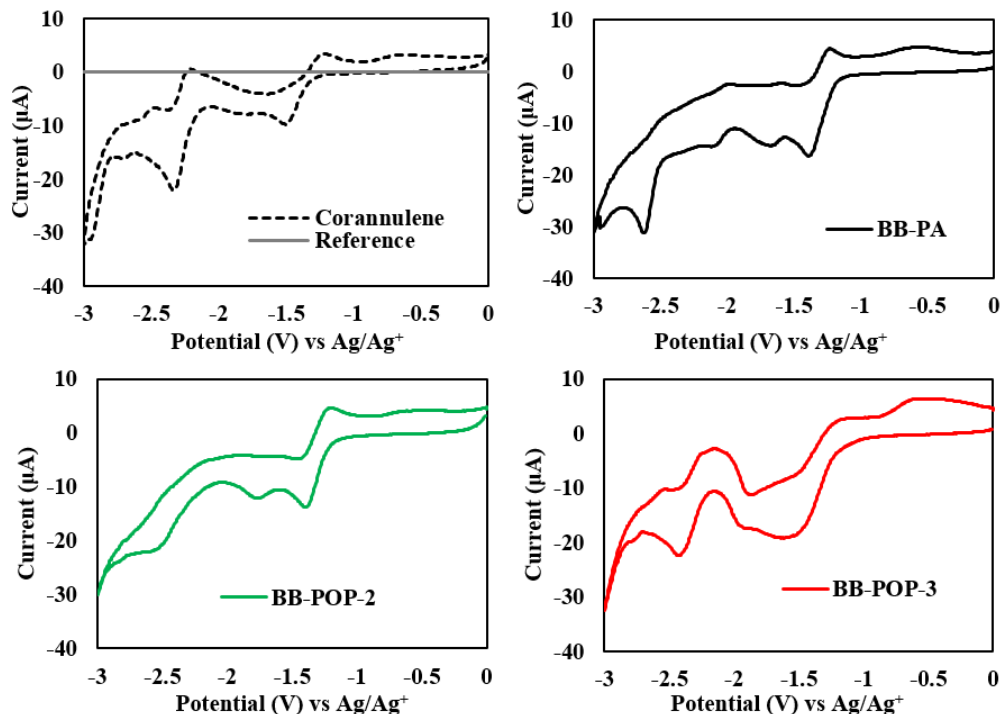 10
0
-10
-20
-30
-40
Current (µA)
Corannulene
Reference
-3 -2.5 -2 -1.5 -1 -0.5 0
Potential (V) vs Ag/Ag⁺
10
0
-10
-20
-30
-40
Current (µA)
BB-PA
-3 -2.5 -2 -1.5 -1 -0.5 0
Potential (V) vs Ag/Ag⁺
10
0
-10
-20
-30
-40
Current (µA)
BB-POP-2
-3 -2.5 -2 -1.5 -1 -0.5 0
Potential (V) vs Ag/Ag⁺
10
0
-10
-20
-30
-40
Current (µA)
BB-POP-3
-3 -2.5 -2 -1.5 -1 -0.5 0
Potential (V) vs Ag/Ag⁺